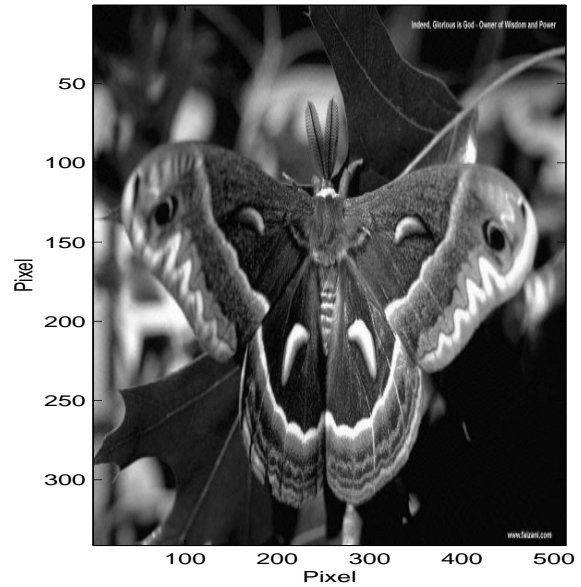 Indeed, Glorious is God - Owner of Wisdom and Power
50
100
150
200
250
300
Pixel
www.faizani.com
100 200 300 400 500
Pixel